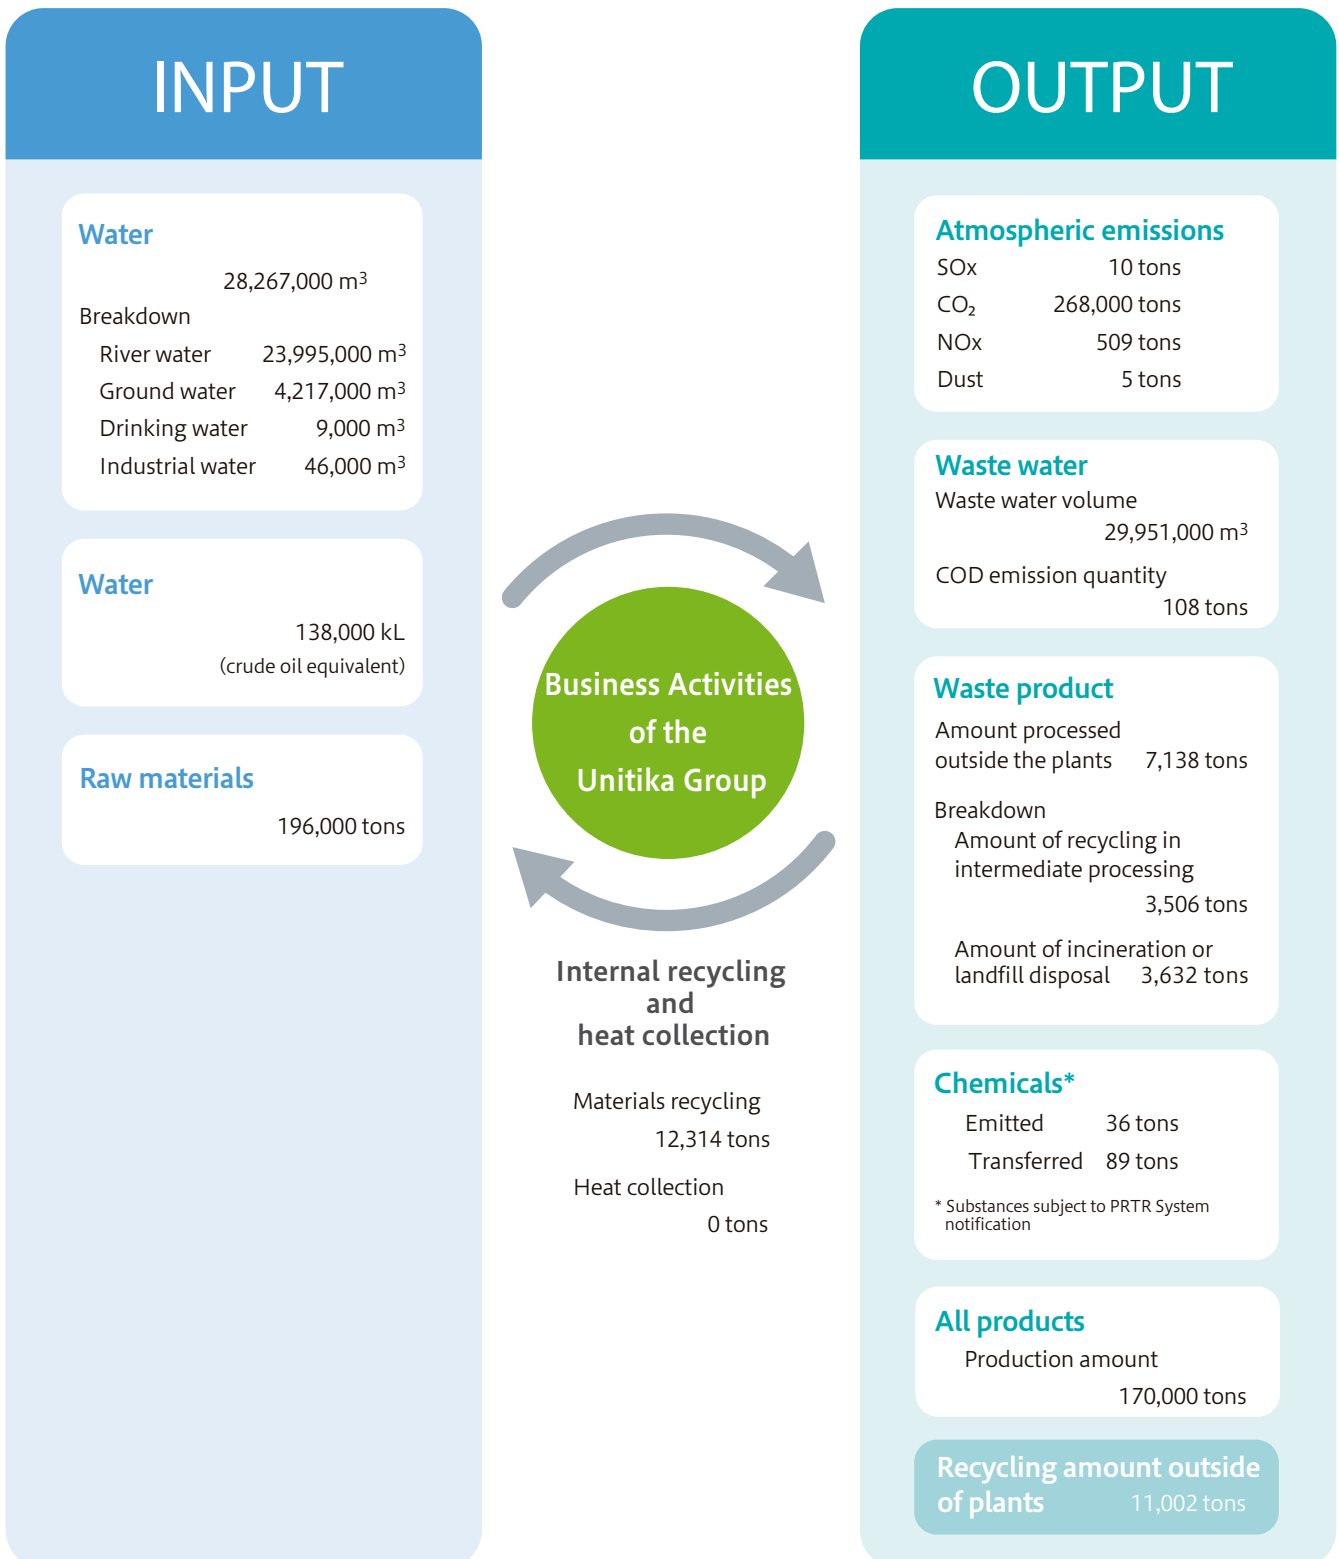 INPUT
Water
28,267,000 m³
Breakdown
River water 23,995,000 m³
Ground water 4,217,000 m³
Drinking water 9,000 m³
Industrial water 46,000 m³
Water
138,000 kL
(crude oil equivalent)
Raw materials
196,000 tons
Business Activities
of the
Unitika Group
Internal recycling
and
heat collection
Materials recycling
12,314 tons
Heat collection
0 tons
OUTPUT
Atmospheric emissions
SOx 10 tons
CO₂ 268,000 tons
NOx 509 tons
Dust 5 tons
Waste water
Waste water volume
29,951,000 m³
COD emission quantity
108 tons
Waste product
Amount processed
outside the plants 7,138 tons
Breakdown
Amount of recycling in
intermediate processing
3,506 tons
Amount of incineration or
landfill disposal 3,632 tons
Chemicals*
Emitted 36 tons
Transferred 89 tons
* Substances subject to PRTR System
notification
All products
Production amount
170,000 tons
Recycling amount outside
of plants 11,002 tons